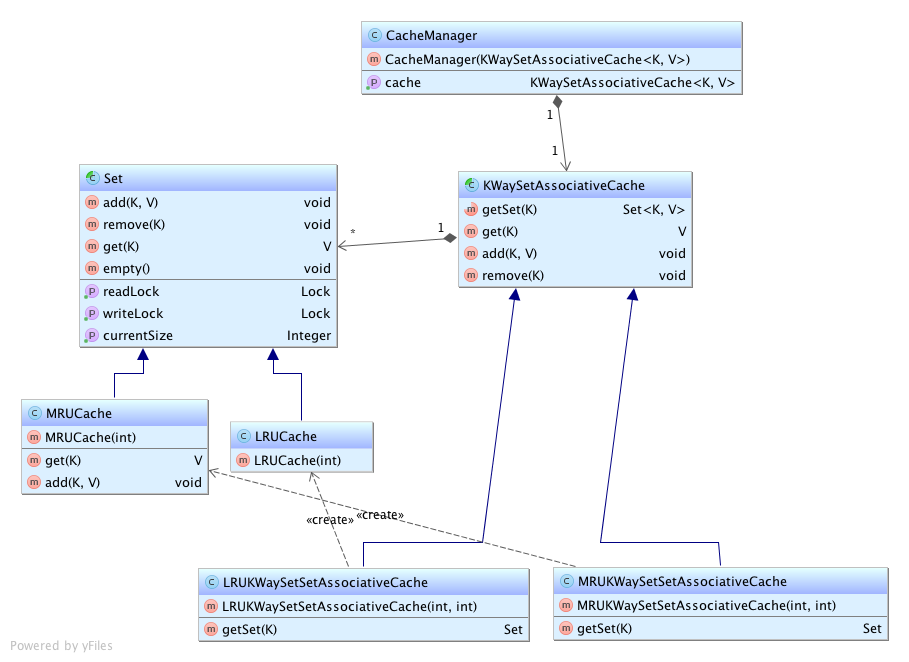 CacheManager
CacheManager(KWaySetAssociativeCache<K, V>)
cache KWaySetAssociativeCache<K, V>
1
1
Set
add(K, V) void
remove(K) void
get(K) V
empty() void
readLock Lock
writeLock Lock
currentSize Integer
* 1
KWaySetAssociativeCache
getSet(K) Set<K, V>
get(K) V
add(K, V) void
remove(K) void
MRUCache
MRUCache(int)
get(K) V
add(K, V) void
LRUCache
LRUCache(int)
«create» «create»
LRUKWaySetSetAssociativeCache
LRUKWaySetSetAssociativeCache(int, int)
getSet(K) Set
MRUKWaySetSetAssociativeCache
MRUKWaySetSetAssociativeCache(int, int)
getSet(K) Set
Powered by yFiles